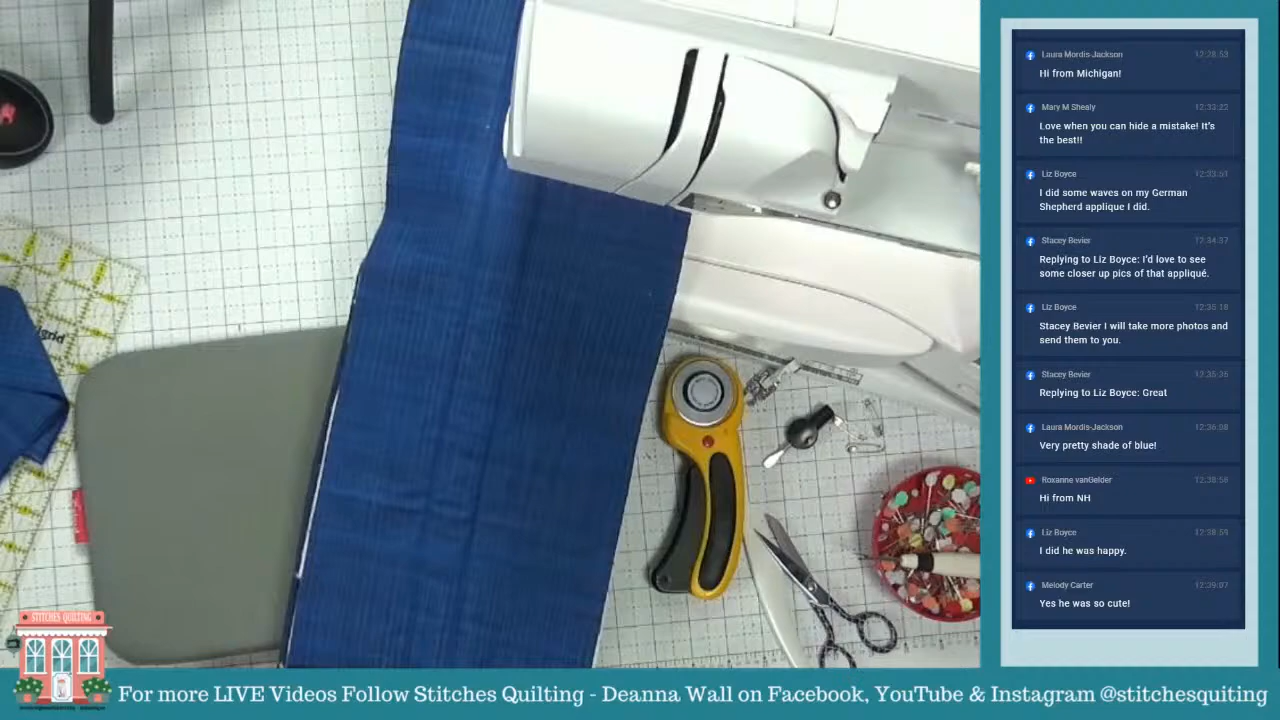 Laura Mordis-Jackson 12:28:53
Hi from Michigan!
Mary M Shealy 12:33:22
Love when you can hide a mistake! It's
the best!!
Liz Boyce 12:33:51
I did some waves on my German
Shepherd applique I did.
Stacey Bevier 12:34:37
Replying to Liz Boyce: I'd love to see
some closer up pics of that appliqué.
Liz Boyce 12:35:18
Stacey Bevier I will take more photos and
send them to you.
Stacey Bevier 12:35:26
Replying to Liz Boyce: Great
Laura Mordis-Jackson 12:36:08
Very pretty shade of blue!
Roxanne vanGelder 12:38:58
Hi from NH
Liz Boyce 12:38:59
I did he was happy.
Melody Carter 12:39:07
Yes he was so cute!
STITCHES QUILTING
For more LIVE Videos Follow Stitches Quilting - Deanna Wall on Facebook, YouTube & Instagram @stitchesquiting